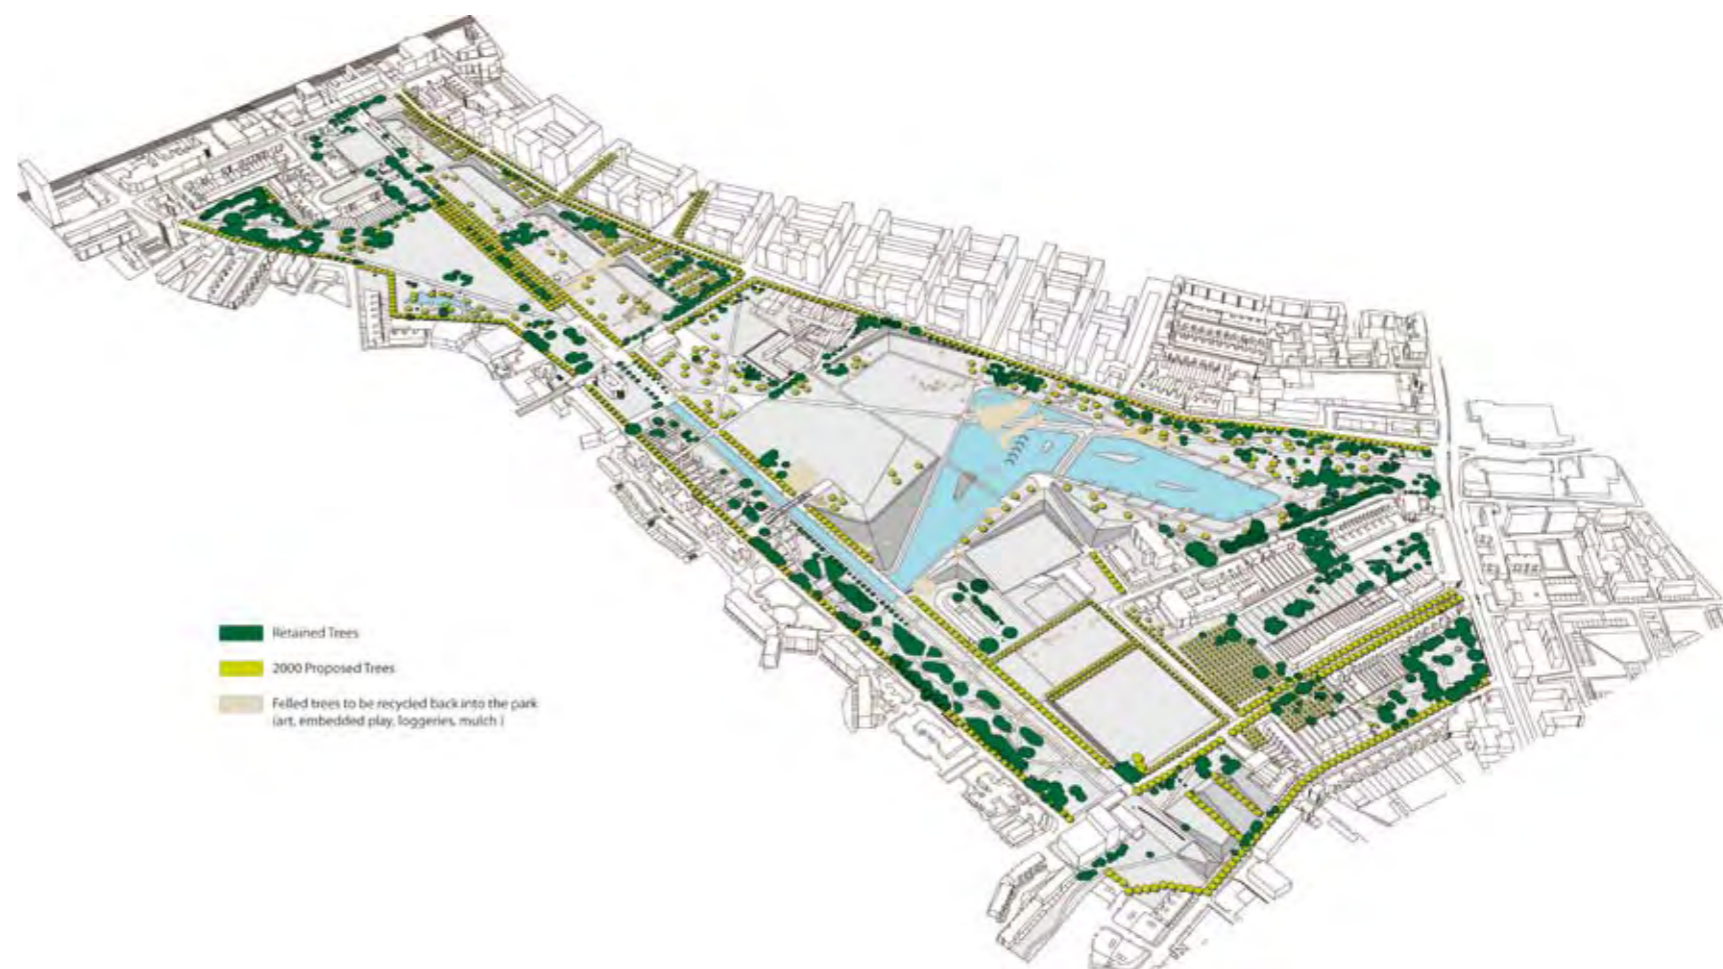 Retained Trees
2000 Proposed Trees
Felled trees to be recycled back into the park
(art, embedded play, loggeries, mulch )